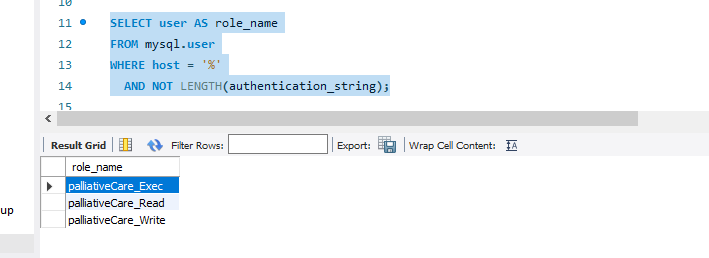 10
11 SELECT user AS role_name
12 FROM mysql.user
13 WHERE host = '%'
14 AND NOT LENGTH(authentication_string);
15
Result Grid Filter Rows: Export: Wrap Cell Content: IA
role_name
palliativeCare_Exec
palliativeCare_Read
up
palliativeCare_Write